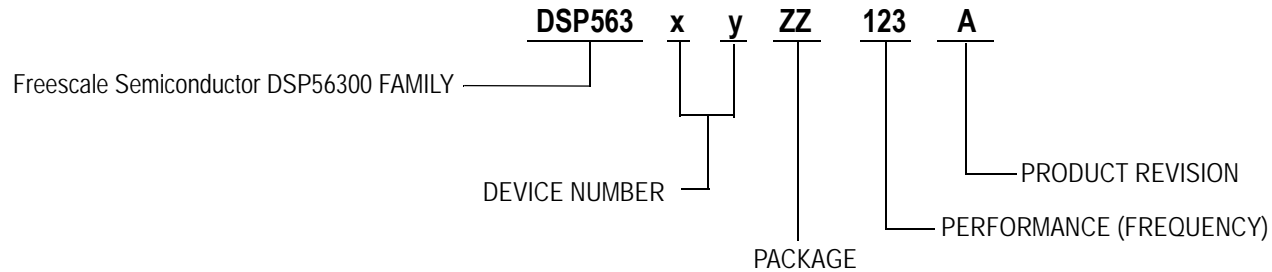 DSP563 x y ZZ 123 A
Freescale Semiconductor DSP56300 FAMILY
PRODUCT REVISION
DEVICE NUMBER
PERFORMANCE (FREQUENCY)
PACKAGE